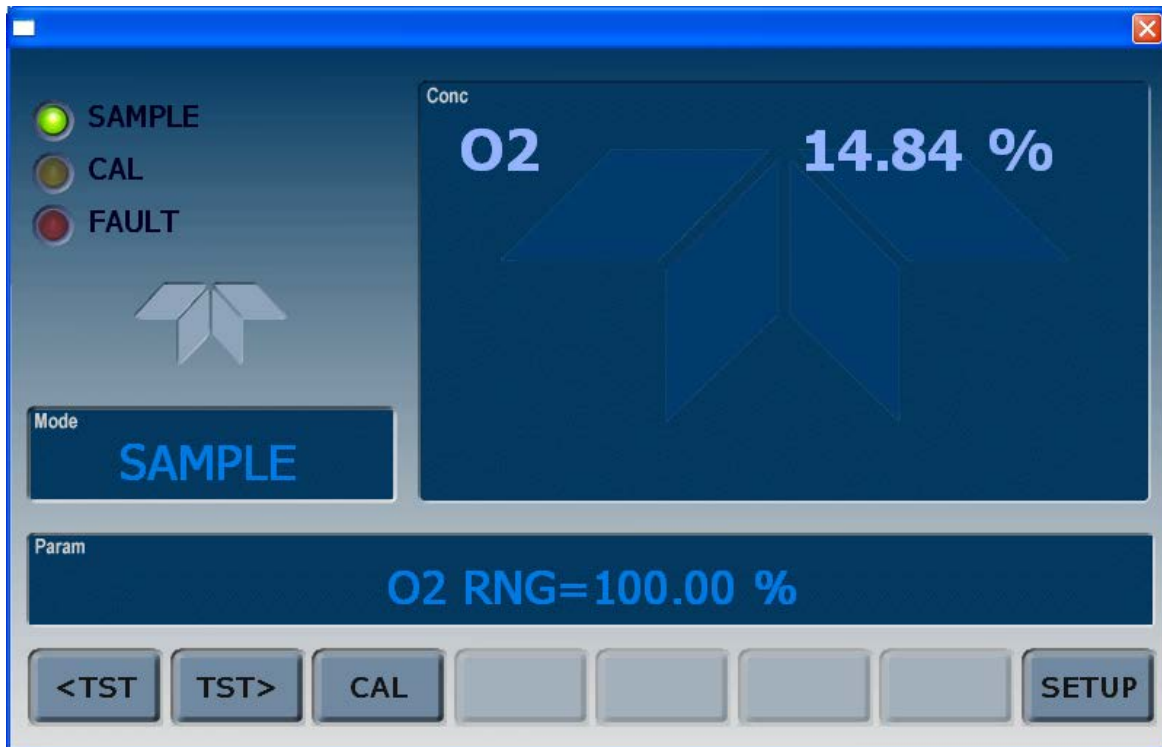 SAMPLE
CAL
FAULT
Conc
O2 14.84 %
Mode
SAMPLE
Param
O2 RNG=100.00 %
<TST TST> CAL SETUP